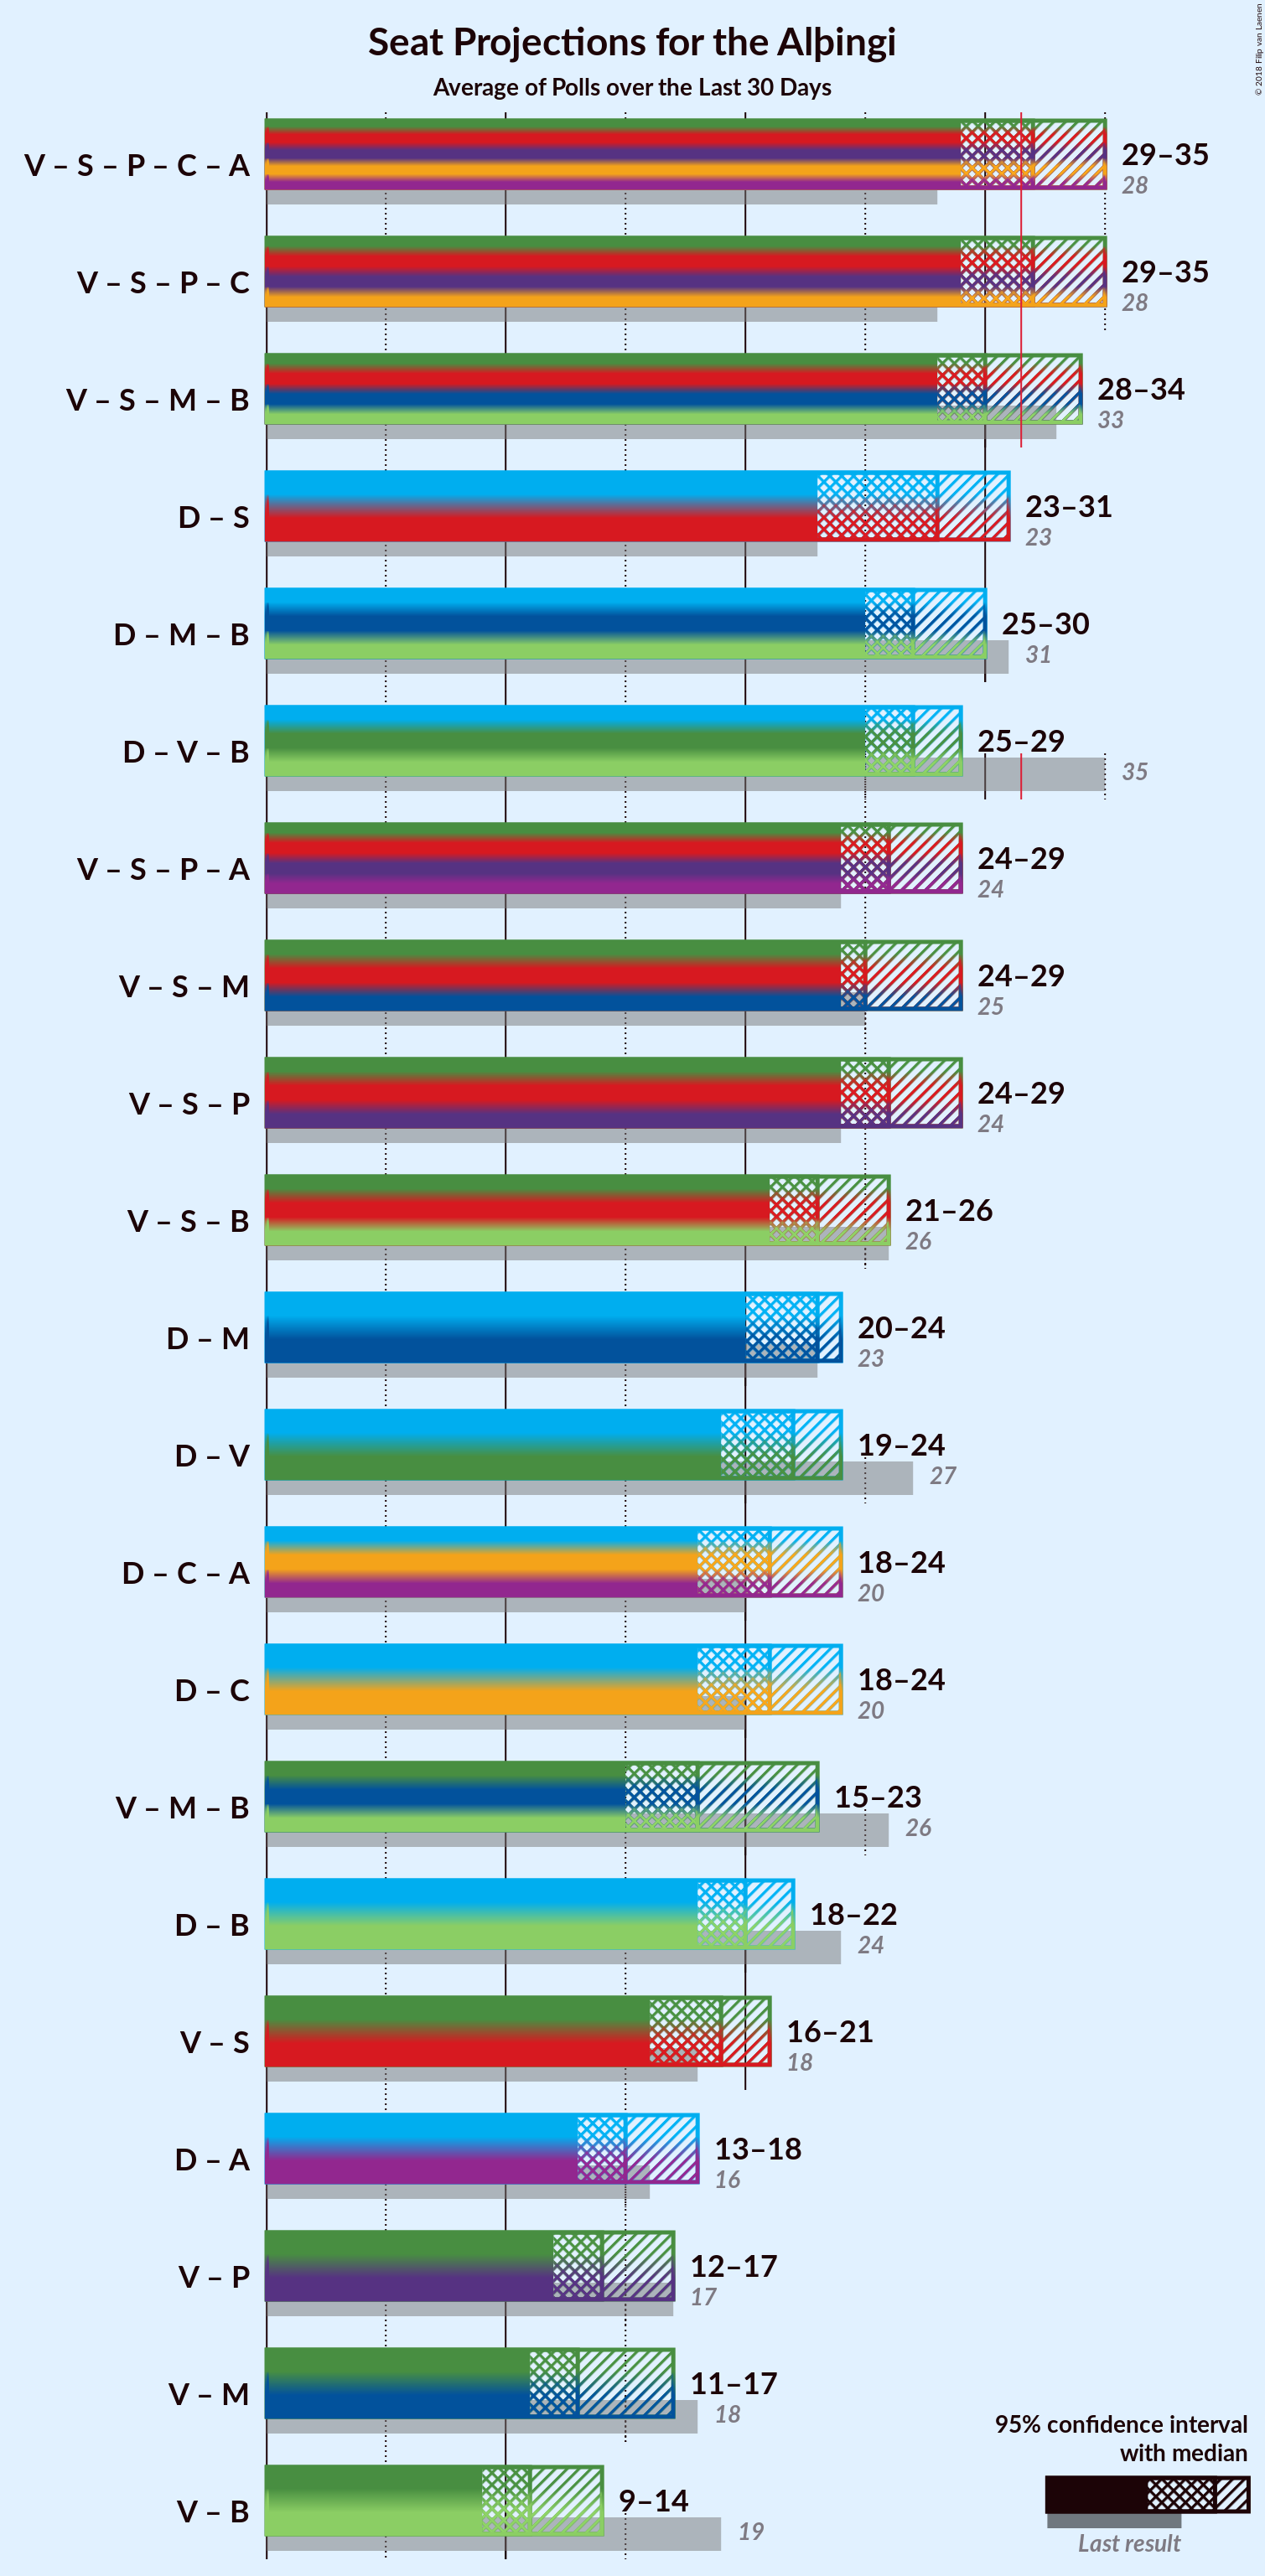 Seat Projections for the Alþingi
Average of Polls over the Last 30 Days
© 2018 Filip van Laenen
V – S – P – C – A
29–35
28
V – S – P – C
29–35
28
V – S – M – B
28–34
33
D – S
23–31
23
D – M – B
25–30
31
D – V – B
25–29
35
V – S – P – A
24–29
24
V – S – M
24–29
25
V – S – P
24–29
24
V – S – B
21–26
26
D – M
20–24
23
D – V
19–24
27
D – C – A
18–24
20
D – C
18–24
20
V – M – B
15–23
26
D – B
18–22
24
V – S
16–21
18
D – A
13–18
16
V – P
12–17
17
V – M
11–17
18
V – B
9–14
19
95% confidence interval
with median
Last result